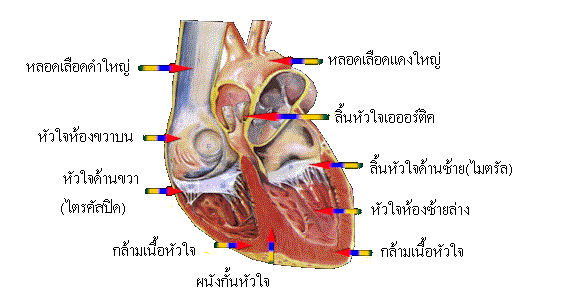 หลอดเลือดดำใหญ่
หัวใจห้องขวาบน
หัวใจด้านขวา
(ไตรคัสปิด)
กล้ามเนื้อหัวใจ
ผนังกั้นหัวใจ
หลอดเลือดแดงใหญ่
ลิ้นหัวใจเอออร์ติค
ลิ้นหัวใจด้านซ้าย(ไมตรัล)
หัวใจห้องซ้ายล่าง
กล้ามเนื้อหัวใจ